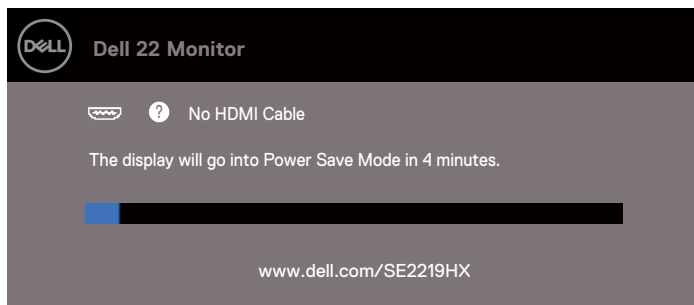 DELL
Dell 22 Monitor
? No HDMI Cable
The display will go into Power Save Mode in 4 minutes.
www.dell.com/SE2219HX